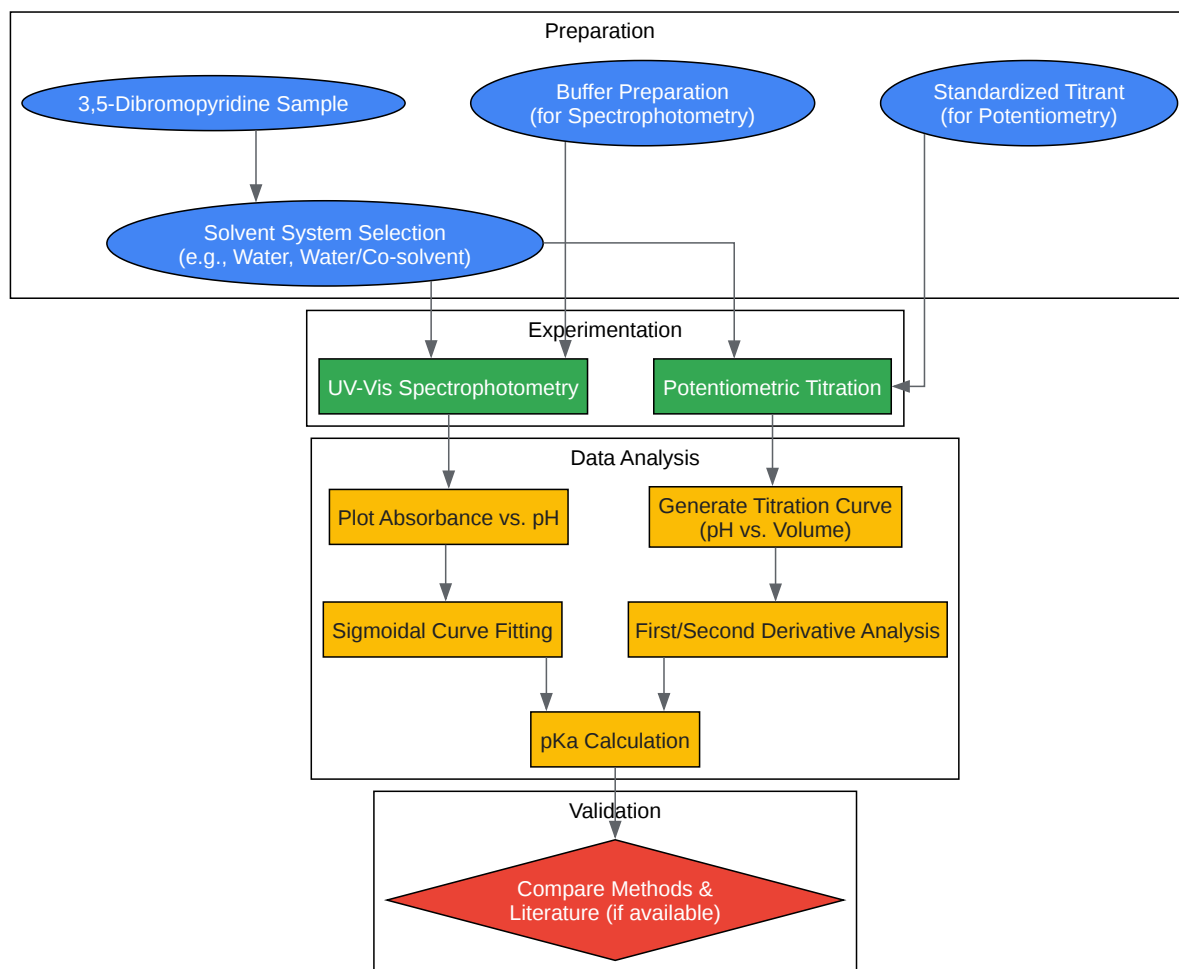 Preparation
3,5-Dibromopyridine Sample
Buffer Preparation
(for Spectrophotometry)
Standardized Titrant
(for Potentiometry)
Solvent System Selection
(e.g., Water, Water/Co-solvent)
Experimentation
UV-Vis Spectrophotometry
Potentiometric Titration
Data Analysis
Plot Absorbance vs. pH
Generate Titration Curve
(pH vs. Volume)
Sigmoidal Curve Fitting
First/Second Derivative Analysis
pKa Calculation
Validation
Compare Methods &
Literature (if available)